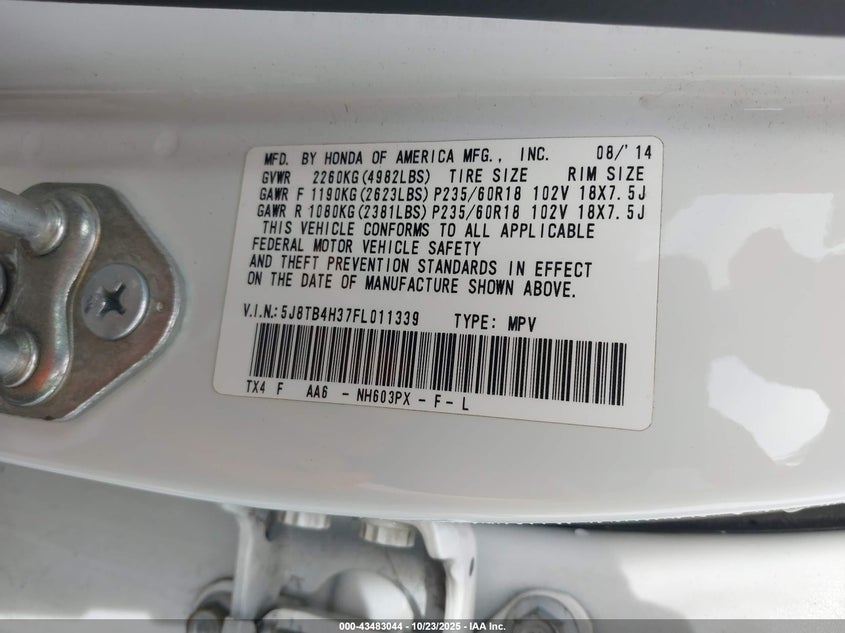 MFD. BY HONDA OF AMERICA MFG., INC. 08/'14
GVWR 2260KG(4982LBS) TIRE SIZE RIM SIZE
GAWR F 1190KG(2623LBS)P235/60R18 102V 18X7.5J
GAWR R 1080KG(2381LBS)P235/60R18 102V 18X7.5J
THIS VEHICLE CONFORMS TO ALL APPLICABLE
FEDERAL MOTOR VEHICLE SAFETY
AND THEFT PREVENTION STANDARDS IN EFFECT
ON THE DATE OF MANUFACTURE SHOWN ABOVE.
V.I.N.:5J8TB4H37FL011339 TYPE: MPV
TX4 F AA6 - NH603PX - F - L
000-43483044 - 10/23/2025 - IAA Inc.